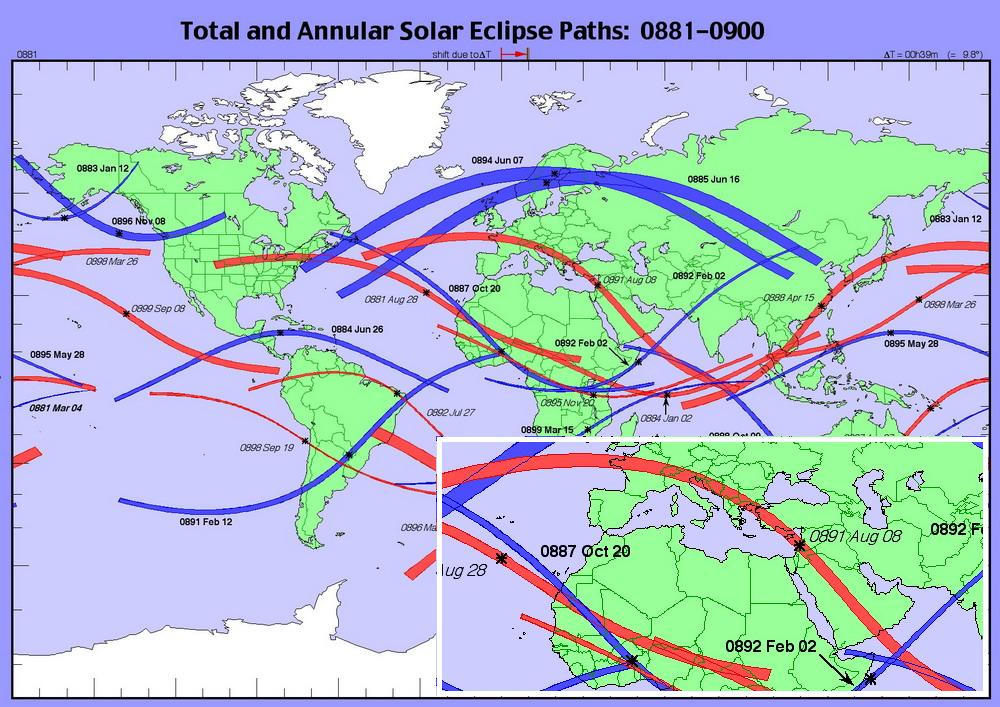 Total and Annular Solar Eclipse Paths: 0881–0900
0881
shift due to ΔT
ΔT = 00h39m (= 9.8°)
0894 Jun 07
0883 Jan 12
0885 Jun 16
0896 Nov 08
0883 Jan 12
0898 Mar 26
0891 Aug 08
0892 Feb 02
0887 Oct 20
0881 Aug 28
0888 Apr 15
0898 Mar 26
0899 Sep 08
0884 Jun 26
0892 Feb 02
0895 May 28
0895 May 28
0881 Mar 04
0895 Nov 20
0892 Jul 27
0884 Jan 02
0899 Mar 15
0898 Sep 19
0891 Feb 12
0896 Ma
0892 F
0891 Aug 08
0887 Oct 20
Aug 28
0892 Feb 02